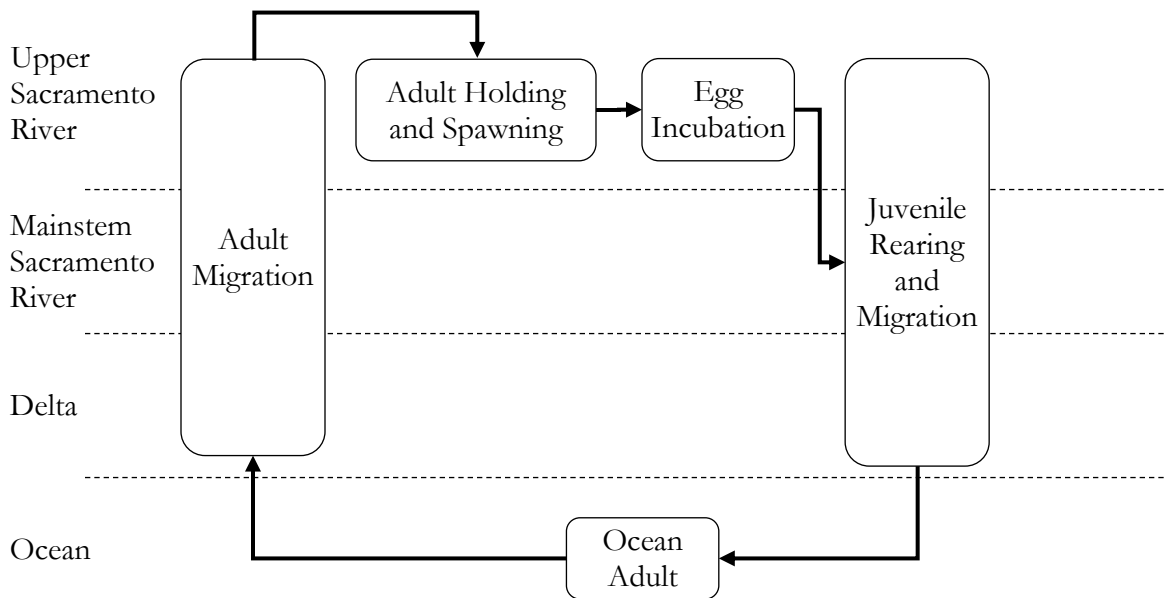 Upper
Sacramento
River
Adult Holding
and Spawning
Egg
Incubation
Mainstem
Sacramento
River
Adult
Migration
Juvenile
Rearing
and
Migration
Delta
Ocean
Ocean
Adult